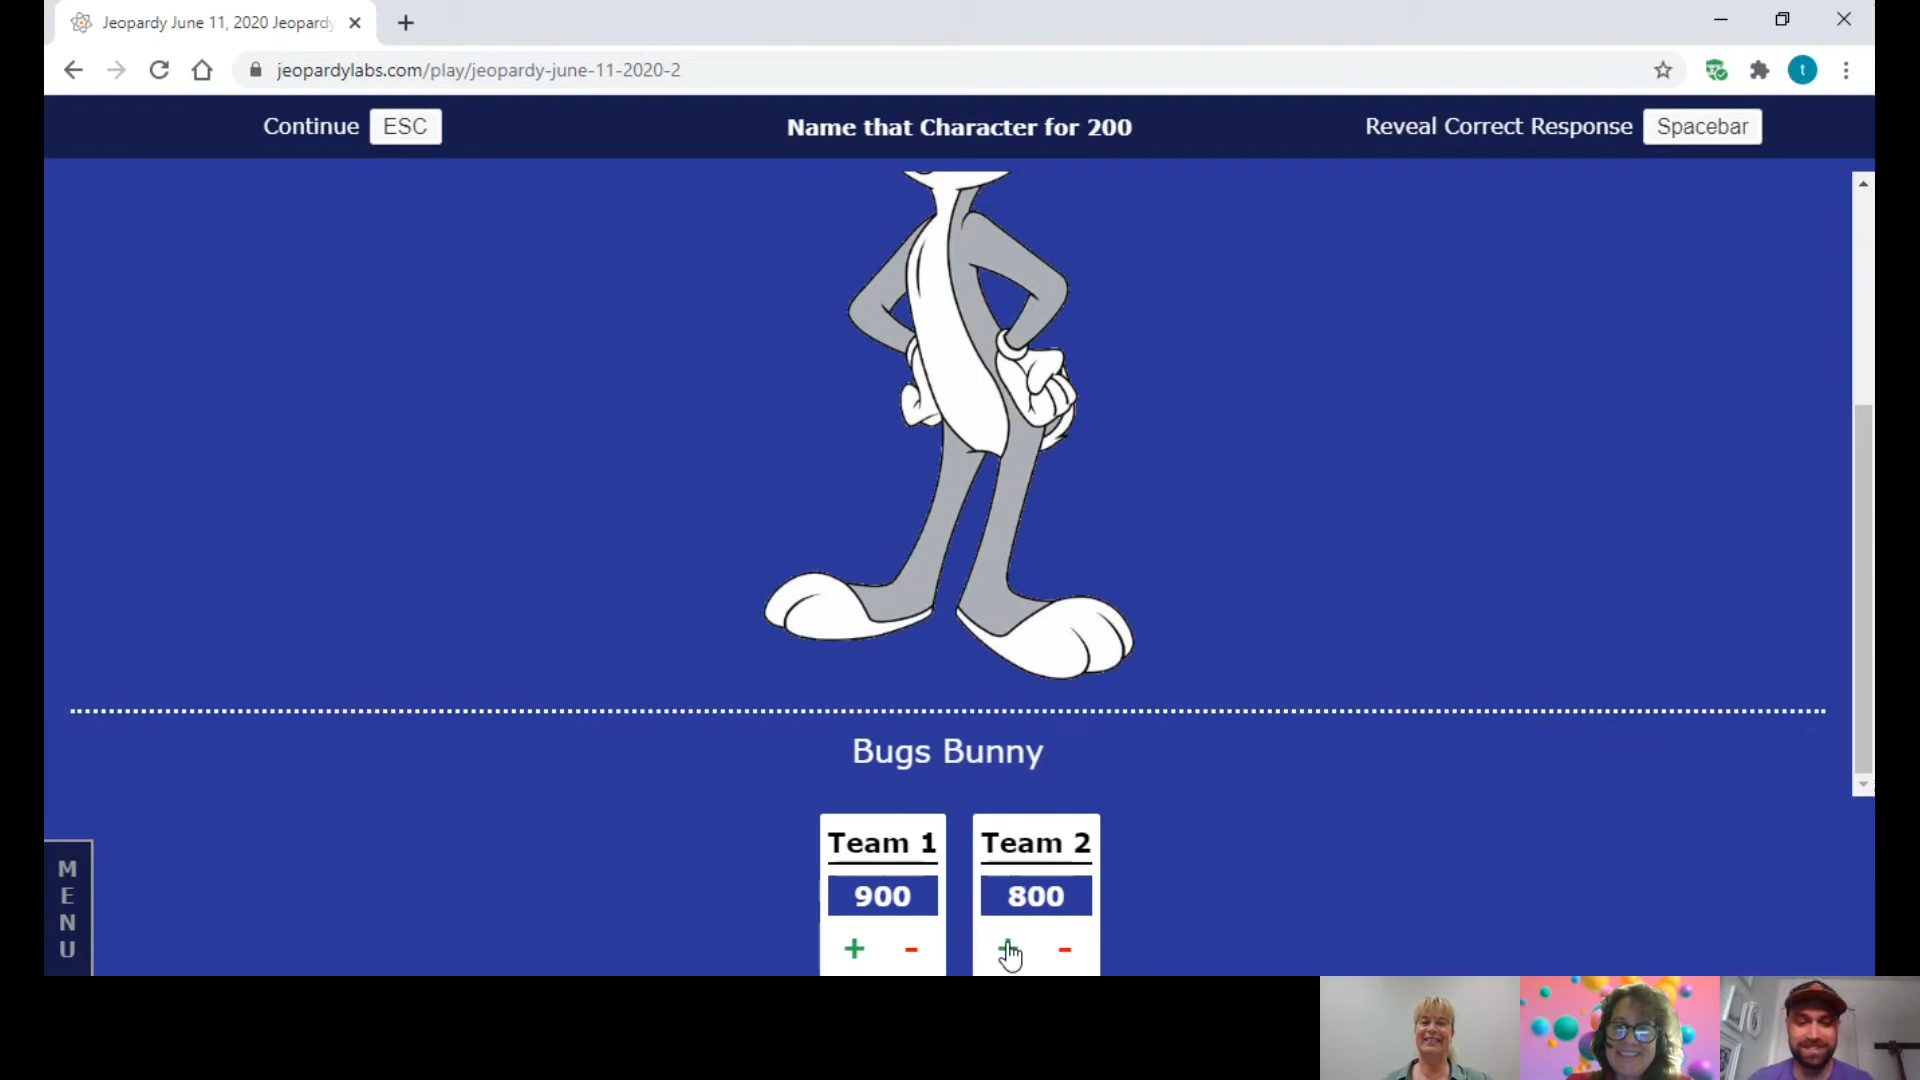 Jeopardy June 11, 2020 Jeopardy
jeopardylabs.com/play/jeopardy-june-11-2020-2
t
Continue ESC
Name that Character for 200
Reveal Correct Response Spacebar
Bugs Bunny
Team 1 Team 2
900 800
+ - + -
MENU